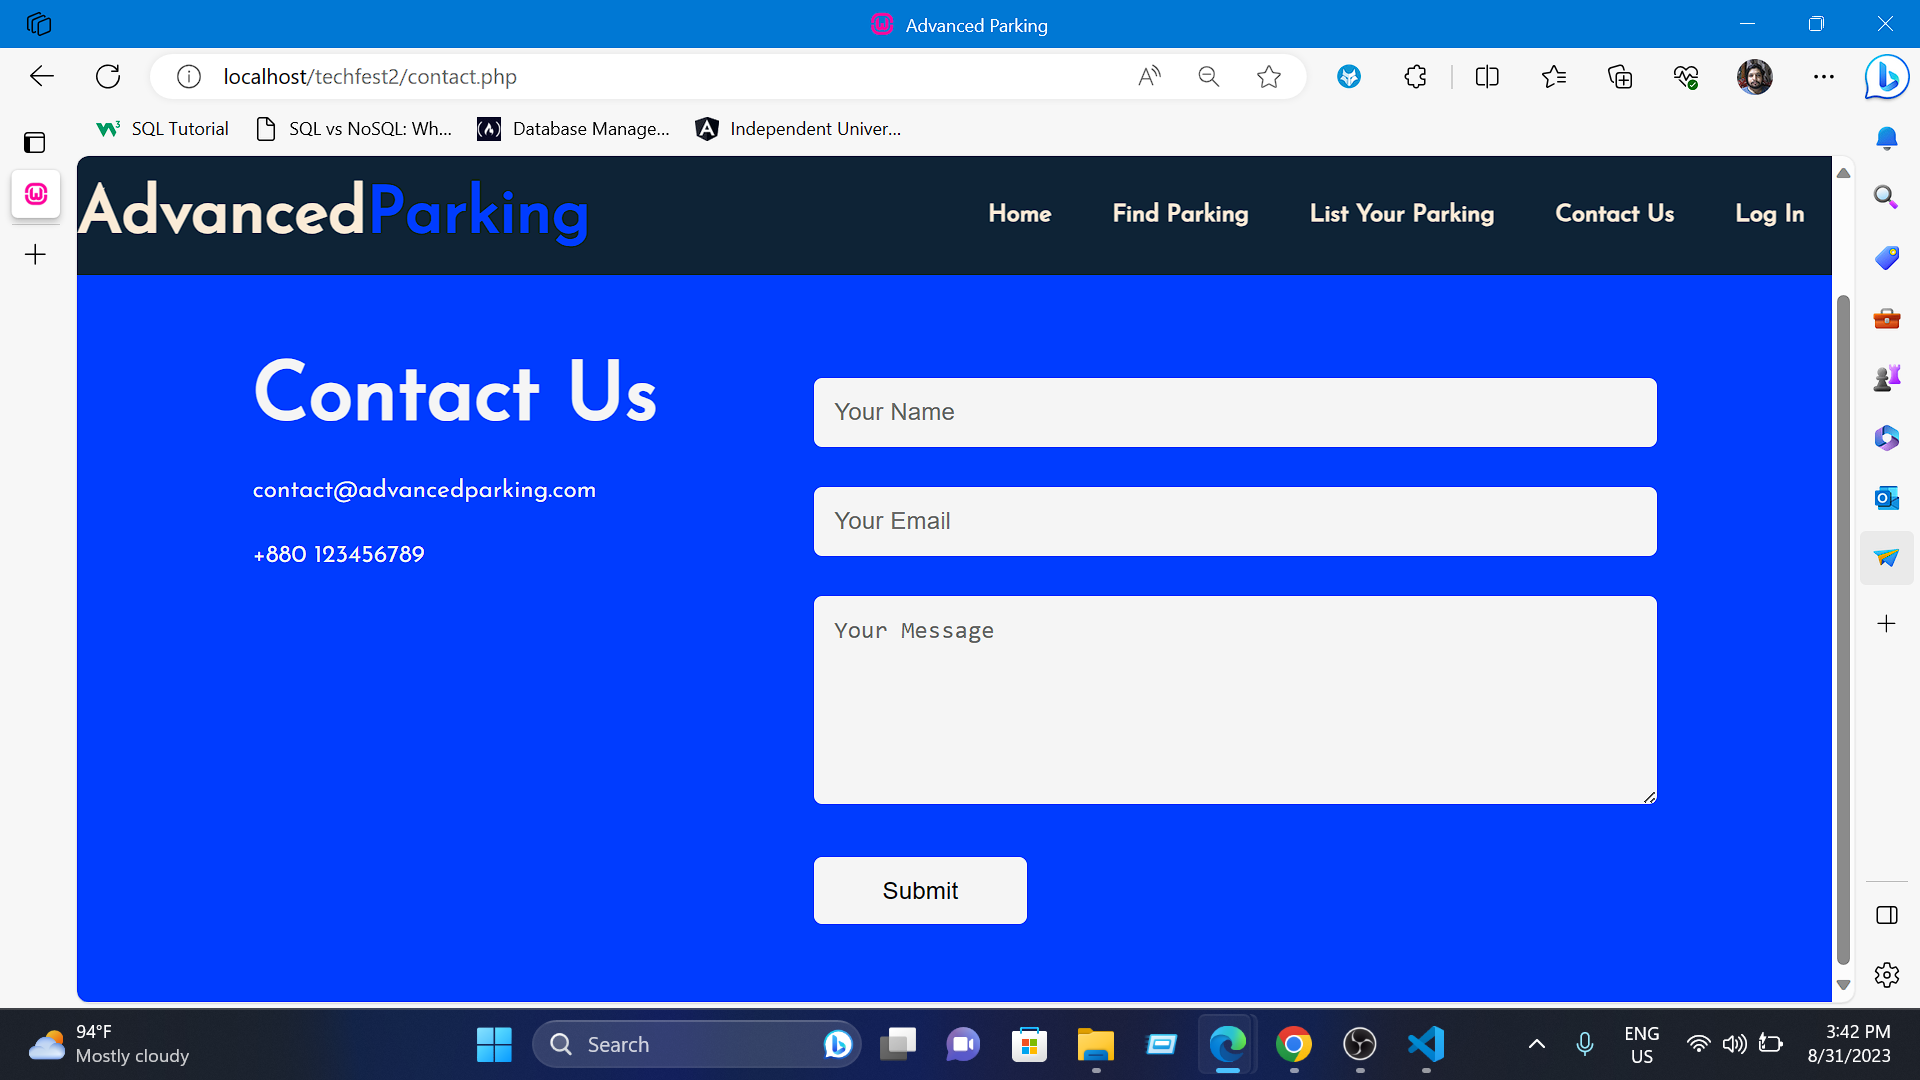 Advanced Parking
localhost/techfest2/contact.php
SQL Tutorial
SQL vs NoSQL: Wh...
Database Manage...
Independent Univer...
AdvancedParking
Home
Find Parking
List Your Parking
Contact Us
Log In
Contact Us
contact@advancedparking.com
+880 123456789
Your Name
Your Email
Your Message
Submit
94°F
Mostly cloudy
Search
ENG
US
3:42 PM
8/31/2023